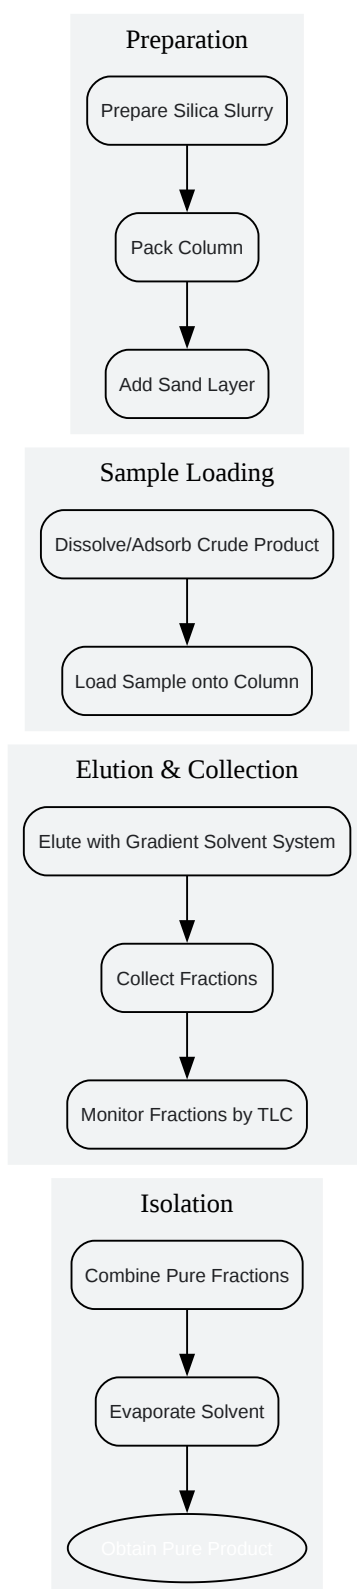 Preparation
Prepare Silica Slurry
Pack Column
Add Sand Layer
Sample Loading
Dissolve/Adsorb Crude Product
Load Sample onto Column
Elution & Collection
Elute with Gradient Solvent System
Collect Fractions
Monitor Fractions by TLC
Isolation
Combine Pure Fractions
Evaporate Solvent
Obtain Pure Product